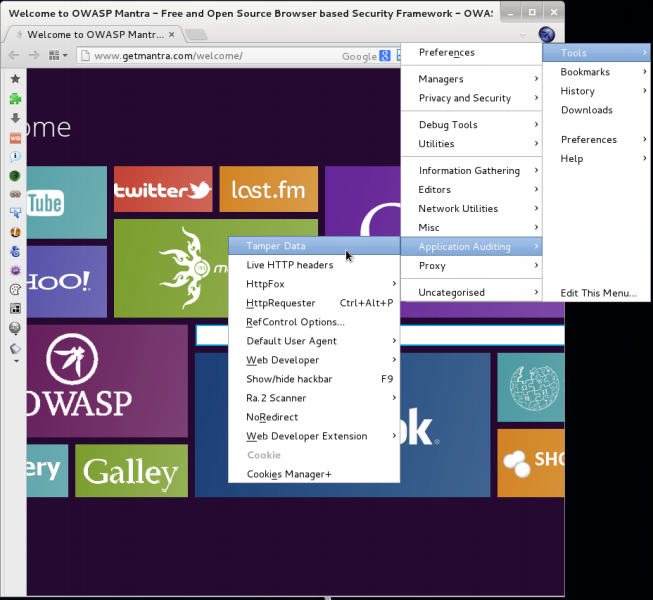 Welcome to OWASP Mantra – Free and Open Source Browser based Security Framework – OWAS
Welcome to OWASP Mantr...
www.getmantra.com/welcome/
Google
ome
Tube
twitter
last.fm
HOO!
OWASP
ery
Galley
ok.
SHO
Preferences
Managers
Privacy and Security
Debug Tools
Utilities
Information Gathering
Editors
Network Utilities
Misc
Application Auditing
Proxy
Uncategorised
Tools
Bookmarks
History
Downloads
Preferences
Help
Edit This Menu...
Tamper Data
Live HTTP headers
HttpFox
HttpRequester Ctrl+Alt+P
RefControl Options...
Default User Agent
Web Developer
Show/hide hackbar F9
Ra.2 Scanner
NoRedirect
Web Developer Extension
Cookie
Cookies Manager+